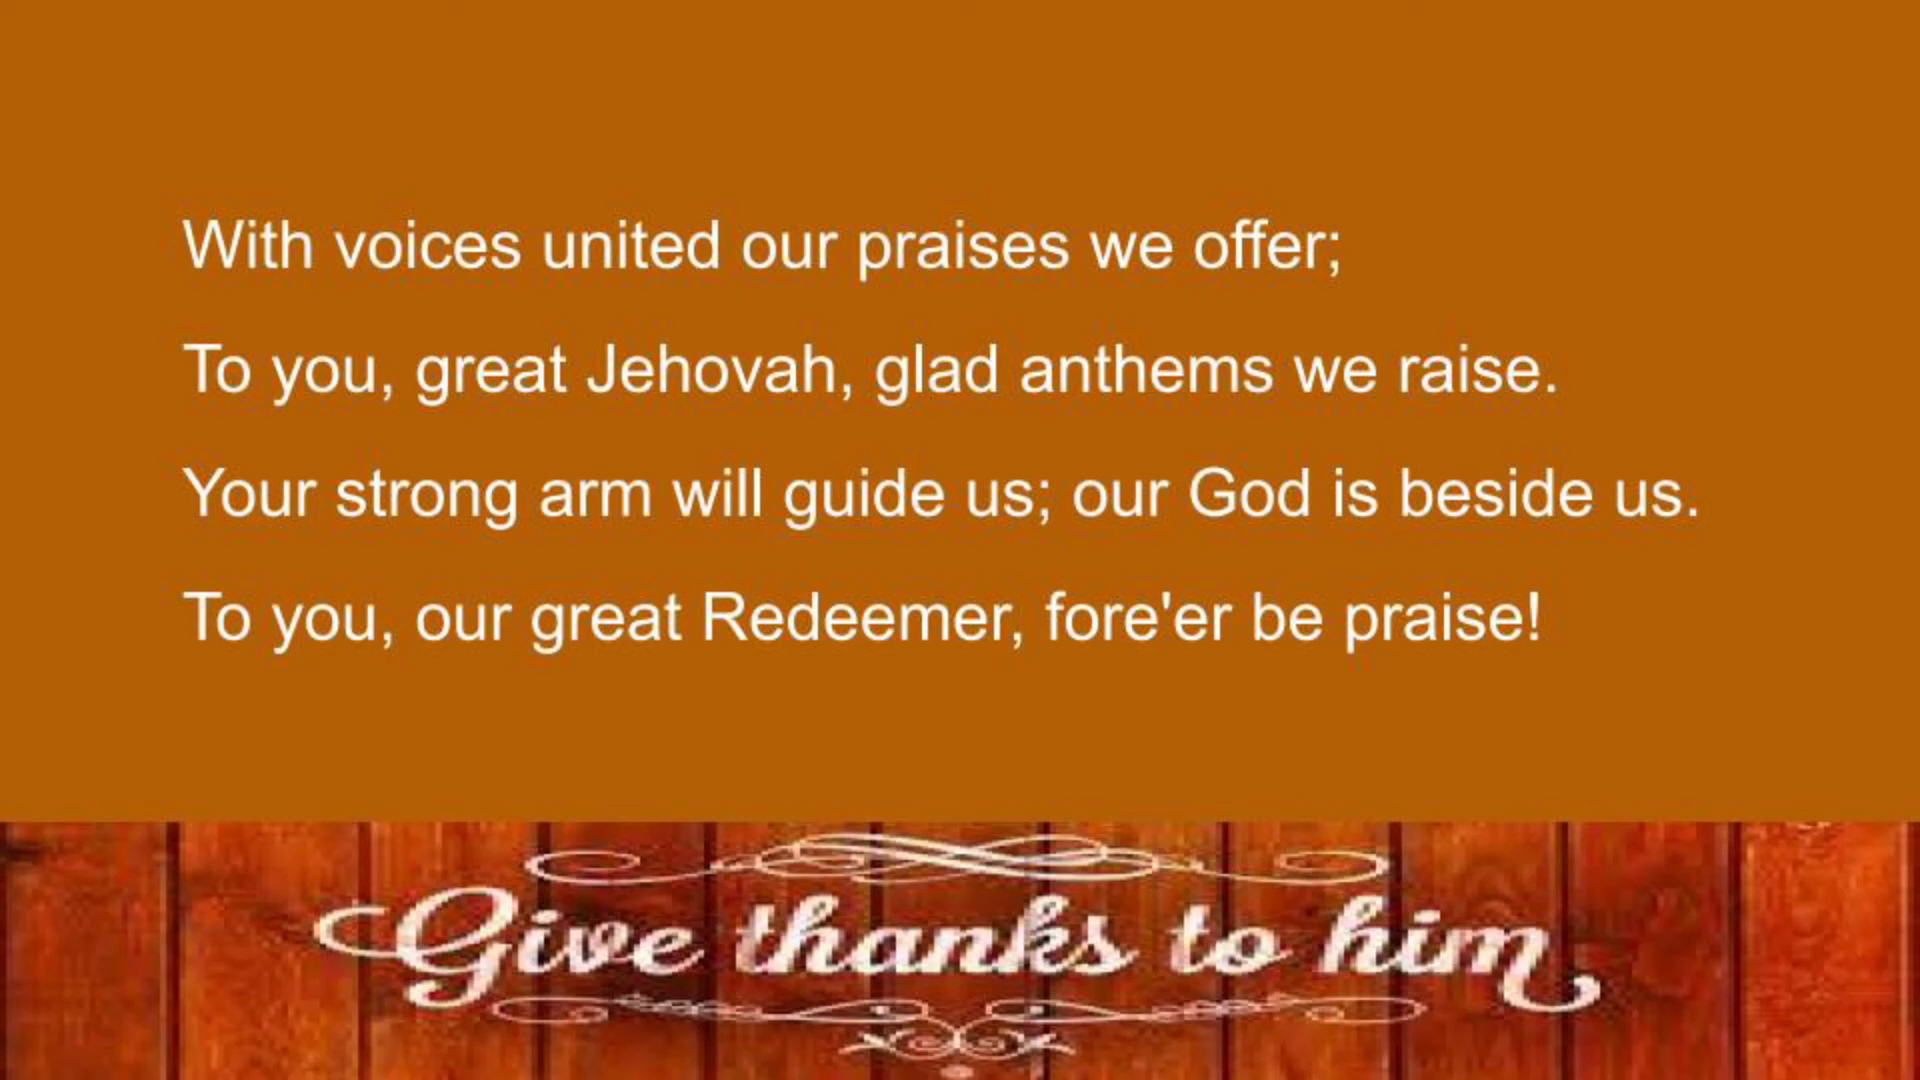 With voices united our praises we offer;
To you, great Jehovah, glad anthems we raise.
Your strong arm will guide us; our God is beside us.
To you, our great Redeemer, fore'er be praise!
Give thanks to him